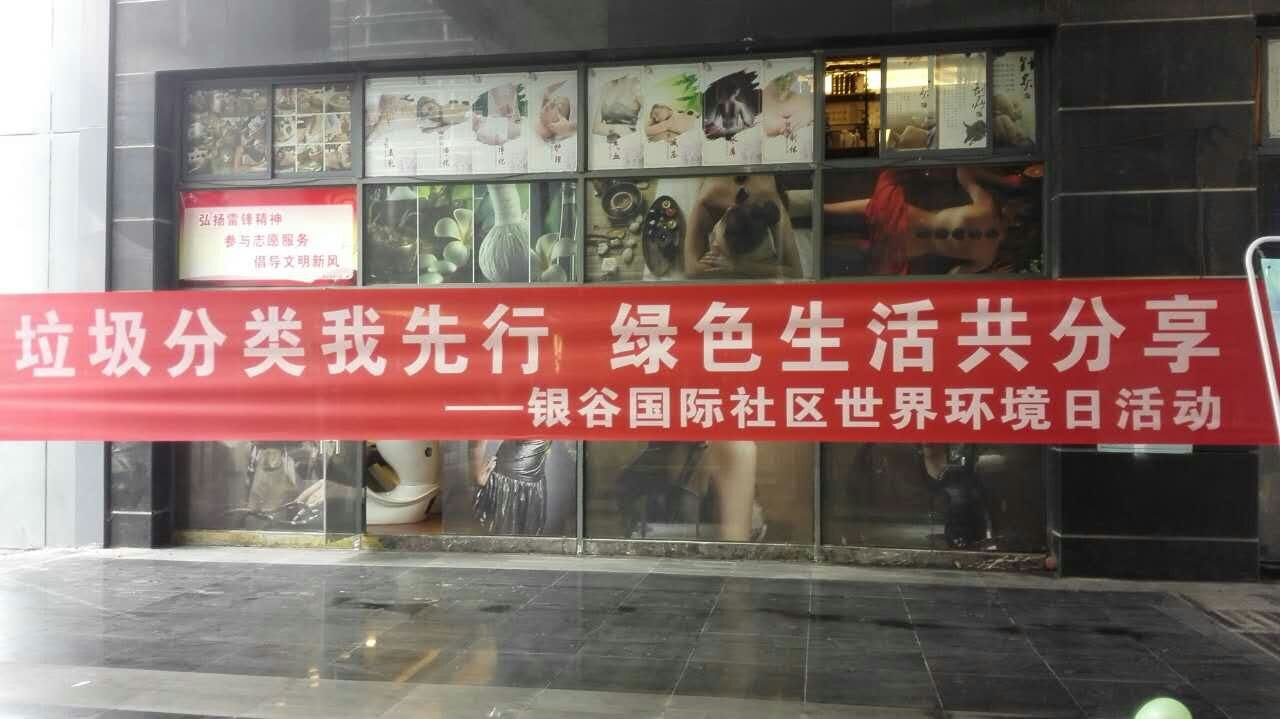 弘扬雷锋精神
参与志愿服务
倡导文明新风
垃圾分类我先行 绿色生活共分享
——银谷国际社区世界环境日活动